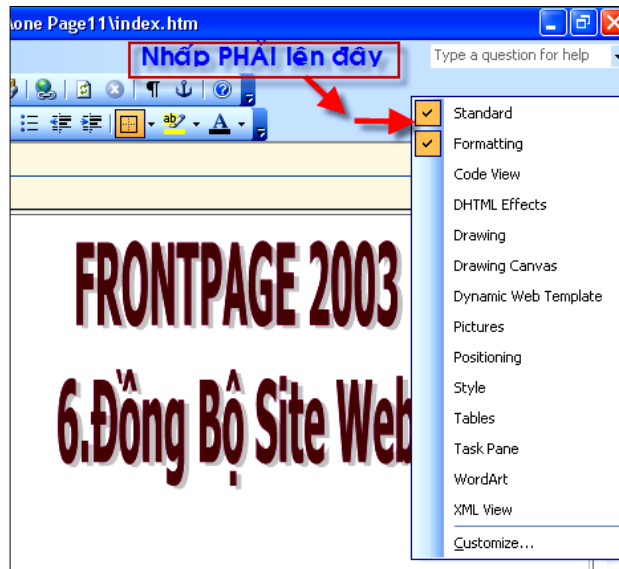 \one Page11\index.htm
Nhấp PHẢI lên đây
Type a question for help
Standard
Formatting
Code View
DHTML Effects
Drawing
Drawing Canvas
Dynamic Web Template
Pictures
Positioning
Style
Tables
Task Pane
WordArt
XML View
Customize...
FRONTPAGE 2003
6.Đồng Bộ Site Web